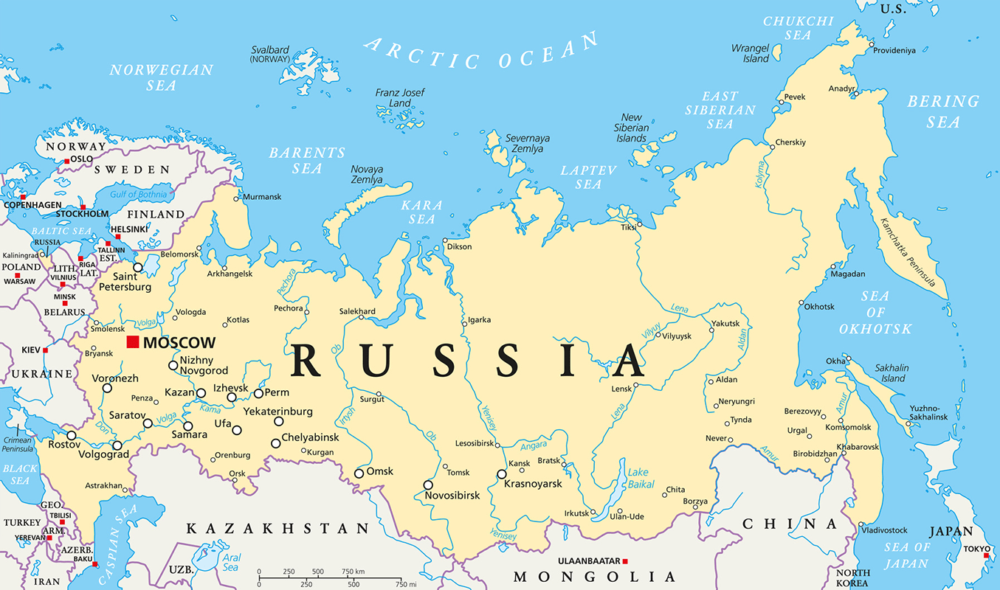 U.S.
CHUKCHI
SEA
ARCTIC OCEAN
Svalbard
(NORWAY)
Wrangel
Island
Provideniya
NORWEGIAN
SEA
Franz Josef
Land
Anadyr
Pevek
EAST
SIBERIAN
SEA
BERING
SEA
New
Siberian
Islands
Severnaya
Zemlya
Cherskiy
NORWAY
OSLO
BARENTS
SEA
SWEDEN
LAPTEV
SEA
Novaya
Zemlya
Kolyma
Gulf of Bothnia
Murmansk
COPENHAGEN
STOCKHOLM
KARA
SEA
FINLAND
Tiksi
HELSINKI
BALTIC SEA
RUSSIA
TALLINN
EST.
Kaliningrad
Belomorsk
Dikson
Kamchatka Peninsula
POLAND
WARSAW
LITH.
VILNIUS
RIGA
LAT.
Saint
Petersburg
Arkhangelsk
Magadan
MINSK
BELARUS
Pechora
Pechora
Salekhard
Lena
Okhotsk
SEA
OF
OKHOTSK
Vologda
Volga
Kotlas
Igarka
Smolensk
Yakutsk
Vilyuy
Vilyuysk
Aldan
MOSCOW
KIEV
Bryansk
Ob
RUSSIA
Nizhny
Novgorod
Okha
Sakhalin
Island
UKRAINE
Voronezh
Kazan
Izhevsk
Perm
Lensk
Aldan
Penza
Surgut
Neryungri
Amur
Kama
Yekaterinburg
Berezovyy
Yuzhno-
Sakhalinsk
Saratov
Volga
Irtysh
Yenisey
Lena
Tynda
Komsomolsk
Don
Samara
Ufa
Urgal
Crimean
Peninsula
Rostov
Volgograd
Chelyabinsk
Ob
Lesosibirsk
Angara
Never
Amur
Khabarovsk
Kurgan
Birobidzhan
Orenburg
Kansk
Bratsk
BLACK
SEA
Orsk
Omsk
Tomsk
Lake
Baikal
Astrakhan
Novosibirsk
Krasnoyarsk
Chita
Borzya
GEO.
TBILISI
Irkutsk
Ulan-Ude
TURKEY
ARM.
YEREVAN
CASPIAN SEA
KAZAKHSTAN
Yenisey
CHINA
Vladivostock
JAPAN
AZERB.
BAKU
SEA OF
JAPAN
TOKYO
Aral
Sea
UZB.
ULAANBAATAR
MONGOLIA
IRAN
NORTH
KOREA
0 250 500 750 km
0 250 500 750 mi